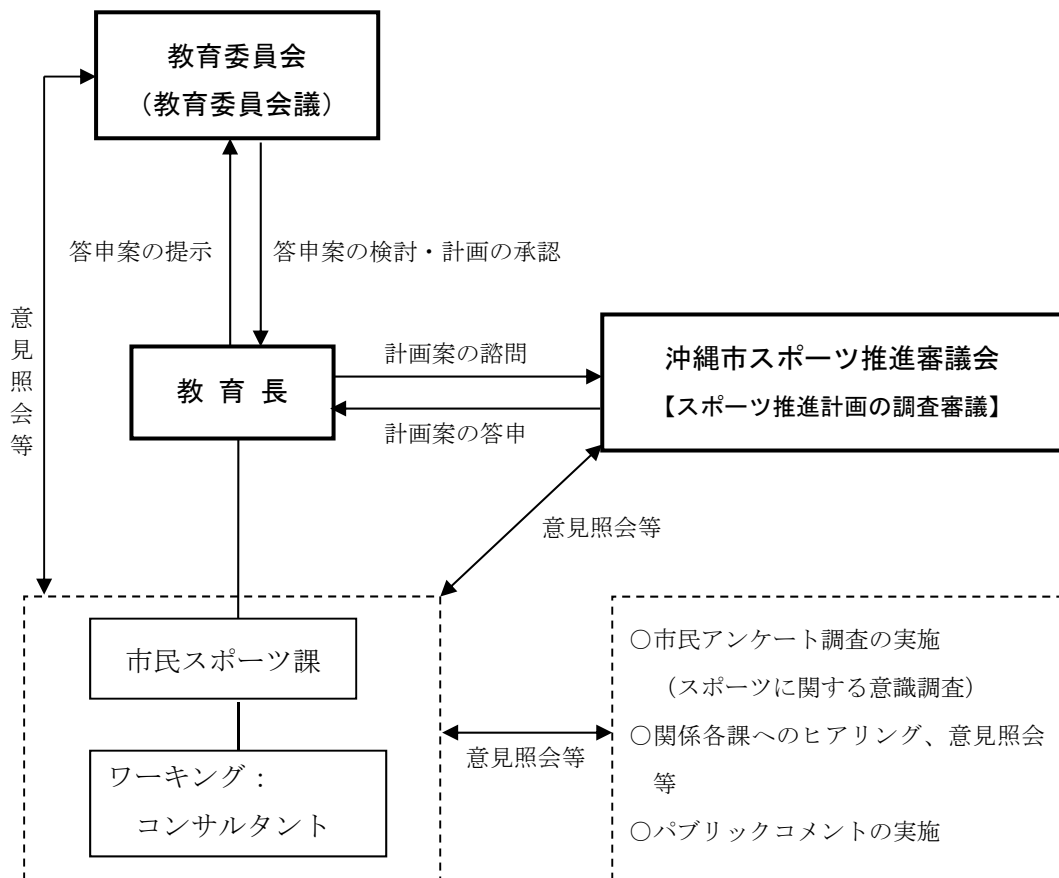 教育委員会
（教育委員会議）
答申案の提示
答申案の検討・計画の承認
意見照会等
教 育 長
計画案の諮問
計画案の答申
沖縄市スポーツ推進審議会
【スポーツ推進計画の調査審議】
意見照会等
市民スポーツ課
ワーキング：
コンサルタント
意見照会等
○市民アンケート調査の実施
（スポーツに関する意識調査）
○関係各課へのヒアリング、意見照会
等
○パブリックコメントの実施